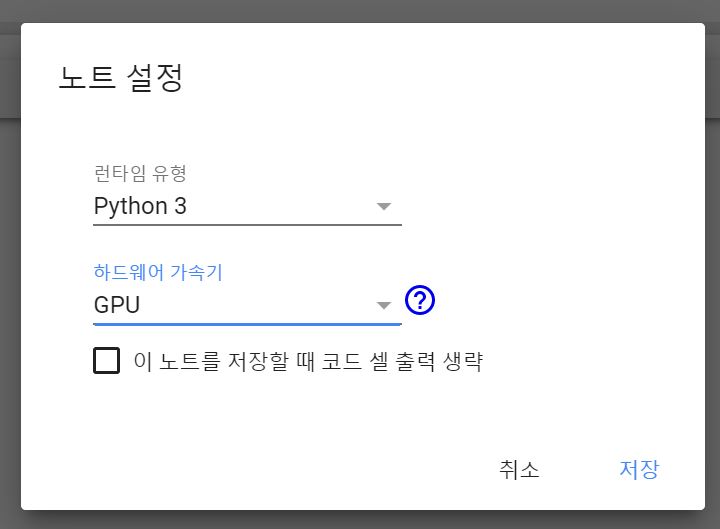 노트 설정
런타임 유형
Python 3
하드웨어 가속기
GPU
?
이 노트를 저장할 때 코드 셀 출력 생략
취소 저장